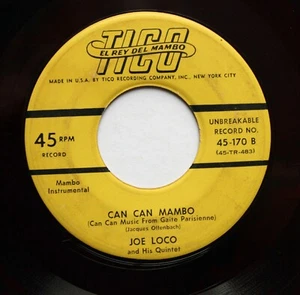 TICO
EL REY DEL MAMBO
MADE IN U.S.A. BY TICO RECORDING COMPANY, INC., NEW YORK CITY
45 RPM
RECORD
UNBREAKABLE
RECORD NO.
45-170 B
(45-TR-483)
Mambo
Instrumental
CAN CAN MAMBO
(Can Can Music From Gaite Parisienne)
(Jacques Offenbach)
JOE LOCO
and His Quintet